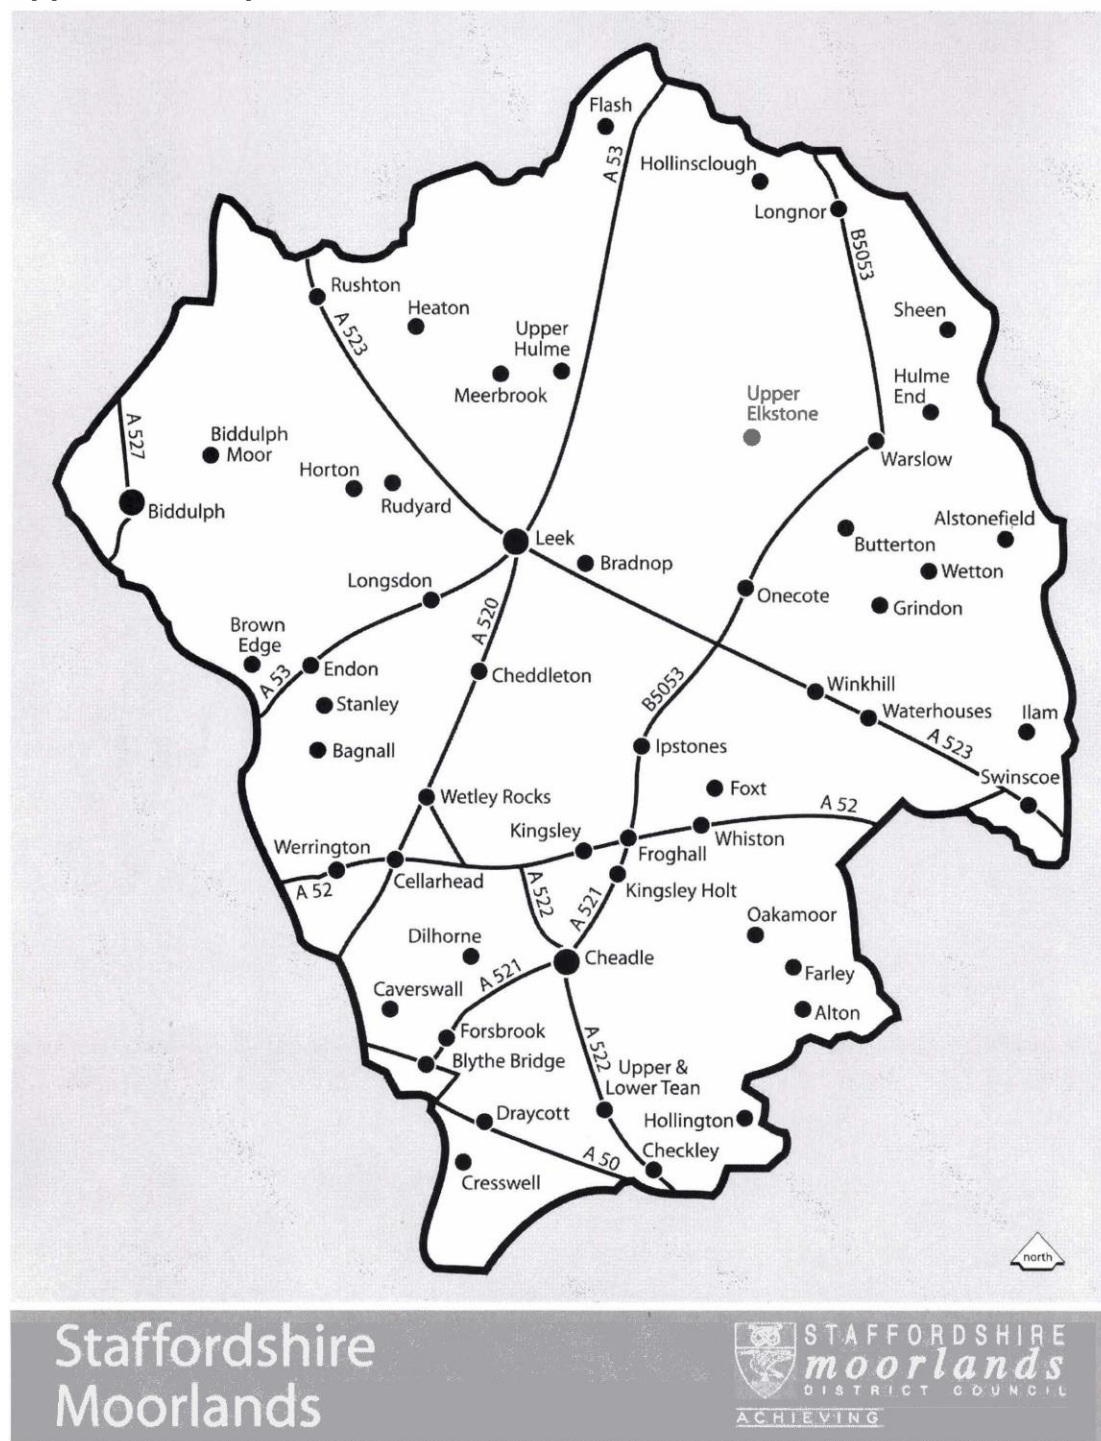 Flash
A 53
Hollinsclough
Longnor
B5053
Rushton
A 523
Heaton
Upper
Hulme
Meerbrook
Sheen
Hulme
End
Upper
Elkstone
Warslow
A 527
Biddulph
Moor
Biddulph
Horton
Rudyard
Leek
Bradnop
Alstonefield
Butterton
Wetton
Grindon
Onecote
Longsdon
A 520
Brown
Edge
Endon
A 53
Cheddleton
Stanley
Bagnall
B5053
Winkhill
Waterhouses
A 523
Ilam
Swinscoe
Ipstones
Foxt
Wetley Rocks
A 52
Kingsley
Froghall
Whiston
Werrington
A 52
Cellarhead
A 522
A 521
Kingsley Holt
Oakamoor
Dilhorne
Cheadle
Farley
Caverswall
A 521
Alton
Forsbrook
Blythe Bridge
A 522
Upper &
Lower Tean
Draycott
Hollington
Checkley
A 50
Cresswell
north
Staffordshire
Moorlands
STAFFORDSHIRE
moorlands
DISTRICT COUNCIL
ACHIEVING